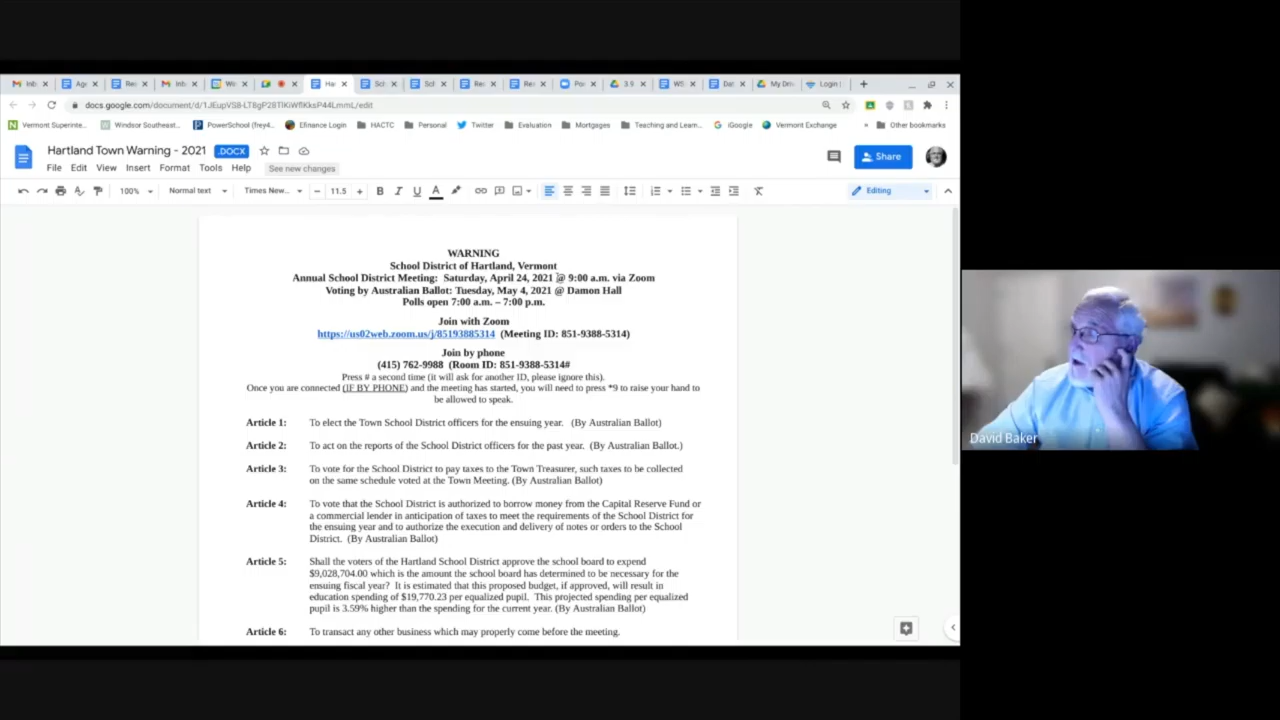 Hartland Town Warning - 2021 .DOCX
docs.google.com/document/d/
Vermont Superinte... Windsor Southeast... PowerSchool (frey4... Efinance Login HACTC Personal Twitter Evaluation Mortgages Teaching and Learn... iGoogle Vermont Exchange » Other bookmarks
File Edit View Insert Format Tools Help See new changes
Share
100% Normal text Times New... 11.5 B I U A Editing
WARNING
School District of Hartland, Vermont
Annual School District Meeting: Saturday, April 24, 2021 @ 9:00 a.m. via Zoom
Voting by Australian Ballot: Tuesday, May 4, 2021 @ Damon Hall
Polls open 7:00 a.m. – 7:00 p.m.
Join with Zoom
https://us02web.zoom.us/j/85193885314 (Meeting ID: 851-9388-5314)
Join by phone
(415) 762-9988 (Room ID: 851-9388-5314#
Press # a second time (it will ask for another ID, please ignore this).
Once you are connected (IF BY PHONE) and the meeting has started, you will need to press *9 to raise your hand to
be allowed to speak.
Article 1: To elect the Town School District officers for the ensuing year. (By Australian Ballot)
Article 2: To act on the reports of the School District officers for the past year. (By Australian Ballot.)
Article 3: To vote for the School District to pay taxes to the Town Treasurer, such taxes to be collected
on the same schedule voted at the Town Meeting. (By Australian Ballot)
Article 4: To vote that the School District is authorized to borrow money from the Capital Reserve Fund or
a commercial lender in anticipation of taxes to meet the requirements of the School District for
the ensuing year and to authorize the execution and delivery of notes or orders to the School
District. (By Australian Ballot)
Article 5: Shall the voters of the Hartland School District approve the school board to expend
$9,028,704.00 which is the amount the school board has determined to be necessary for the
ensuing fiscal year? It is estimated that this proposed budget, if approved, will result in
education spending of $19,770.23 per equalized pupil. This projected spending per equalized
pupil is 3.59% higher than the spending for the current year. (By Australian Ballot)
Article 6: To transact any other business which may properly come before the meeting.
David Baker